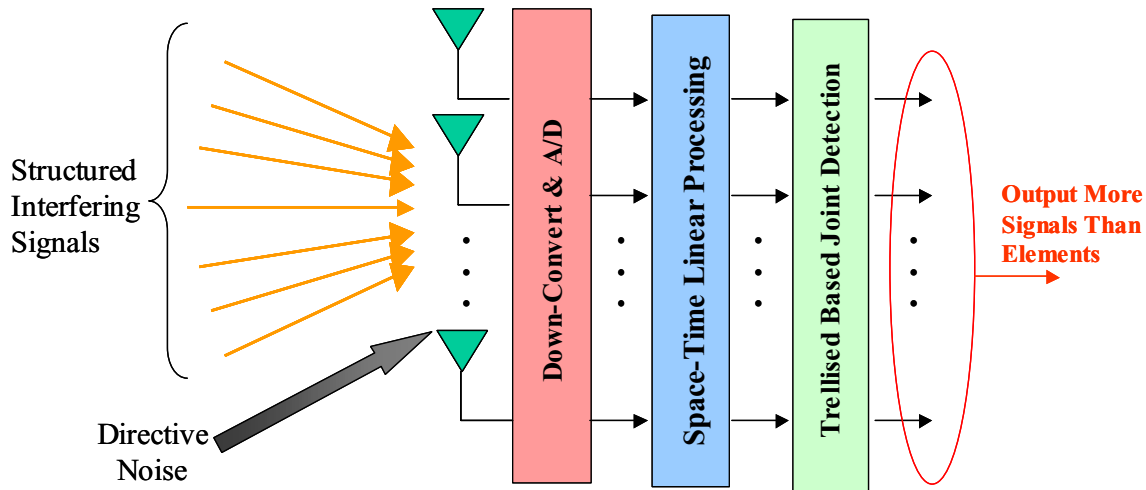 Structured
Interfering
Signals
Directive
Noise
Down-Convert & A/D
Space-Time Linear Processing
Trellised Based Joint Detection
Output More
Signals Than
Elements